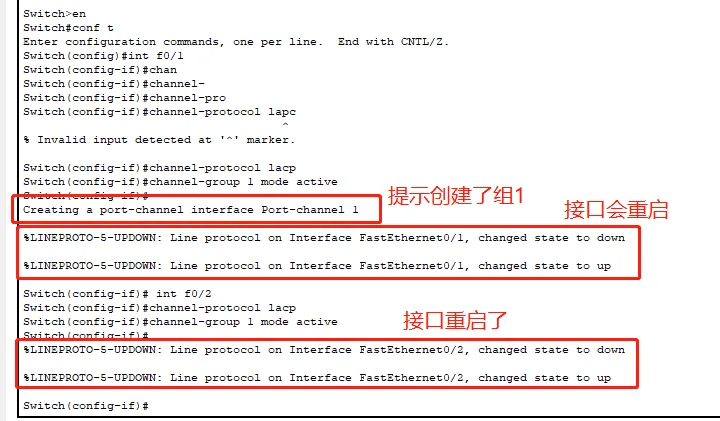 Switch>en
Switch#conf t
Enter configuration commands, one per line.  End with CNTL/Z.
Switch(config)#int f0/1
Switch(config-if)#chan
Switch(config-if)#channel-
Switch(config-if)#channel-pro
Switch(config-if)#channel-protocol lapc
^
% Invalid input detected at '^' marker.
Switch(config-if)#channel-protocol lacp
Switch(config-if)#channel-group 1 mode active
Switch(config-if)#
提示创建了组1
Creating a port-channel interface Port-channel 1
接口会重启
%LINEPROTO-5-UPDOWN: Line protocol on Interface FastEthernet0/1, changed state to down
%LINEPROTO-5-UPDOWN: Line protocol on Interface FastEthernet0/1, changed state to up
Switch(config-if)# int f0/2
Switch(config-if)#channel-protocol lacp
Switch(config-if)#channel-group 1 mode active
接口重启了
Switch(config-if)#
%LINEPROTO-5-UPDOWN: Line protocol on Interface FastEthernet0/2, changed state to down
%LINEPROTO-5-UPDOWN: Line protocol on Interface FastEthernet0/2, changed state to up
Switch(config-if)#